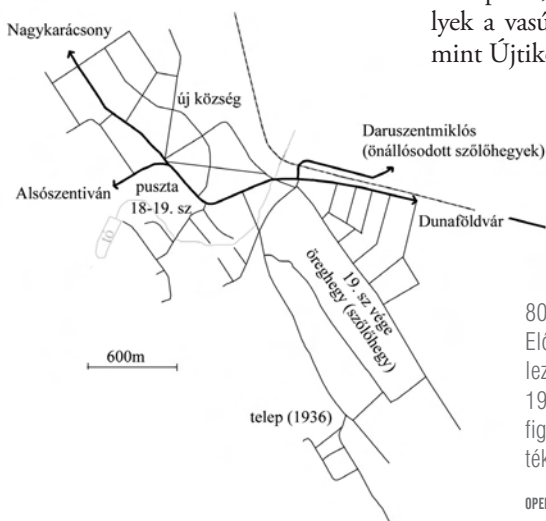 lyek a vasú
mint Újtik
Nagykarácsony
új község
Daruszentmiklós
(önállósodott szőlőhegyek)
Alsószentiván
puszta
18-19. sz.
Dunaföldvár
tó
19. sz vége
öreghegy (szőlőhegy)
600m
telep (1936)
80
Elő
lez
19
fig
ték
OPE